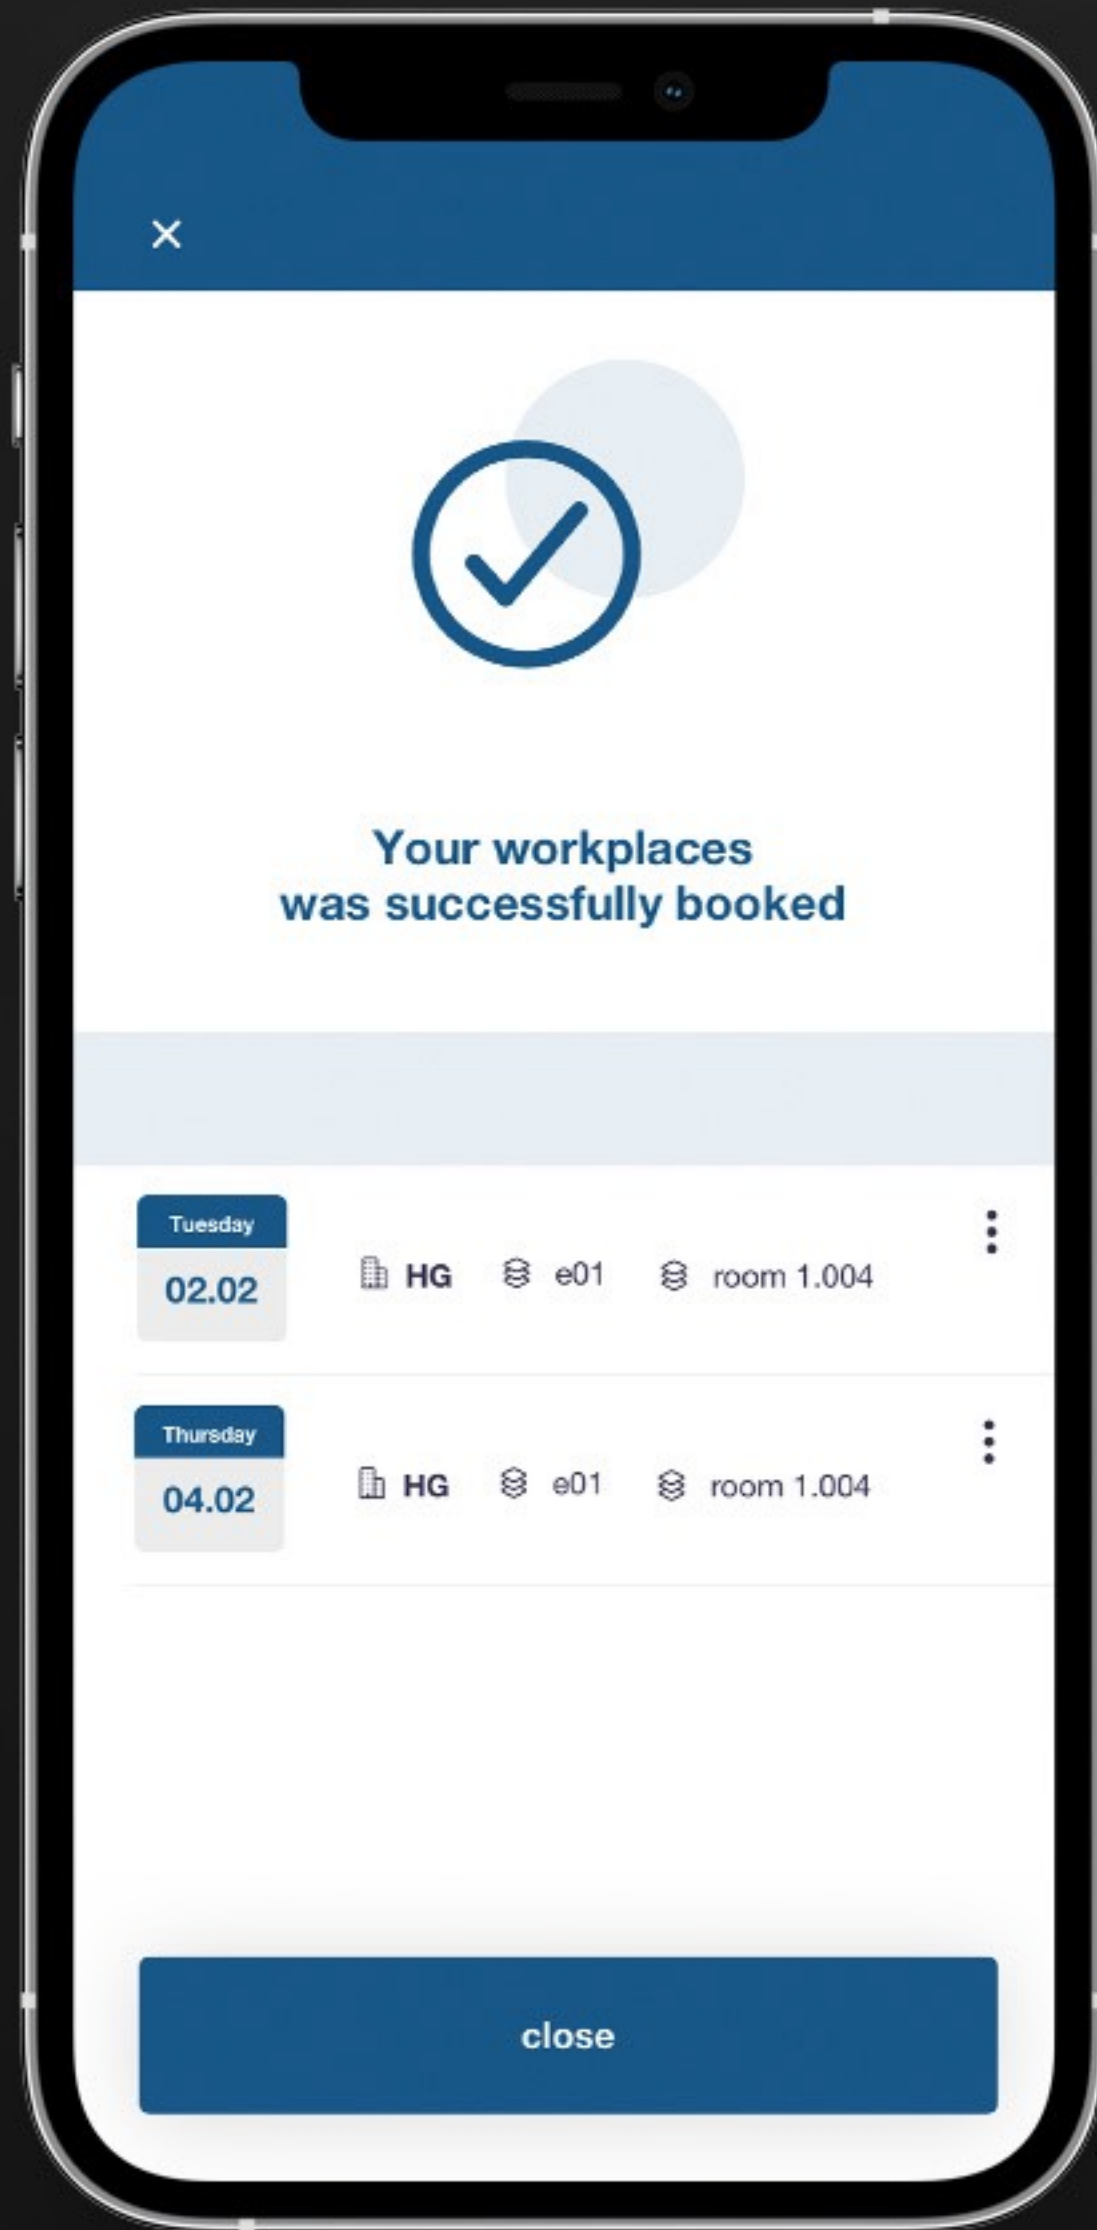 Your workplaces
was successfully booked
Tuesday
02.02
HG e01 room 1.004
Thursday
04.02
HG e01 room 1.004
close